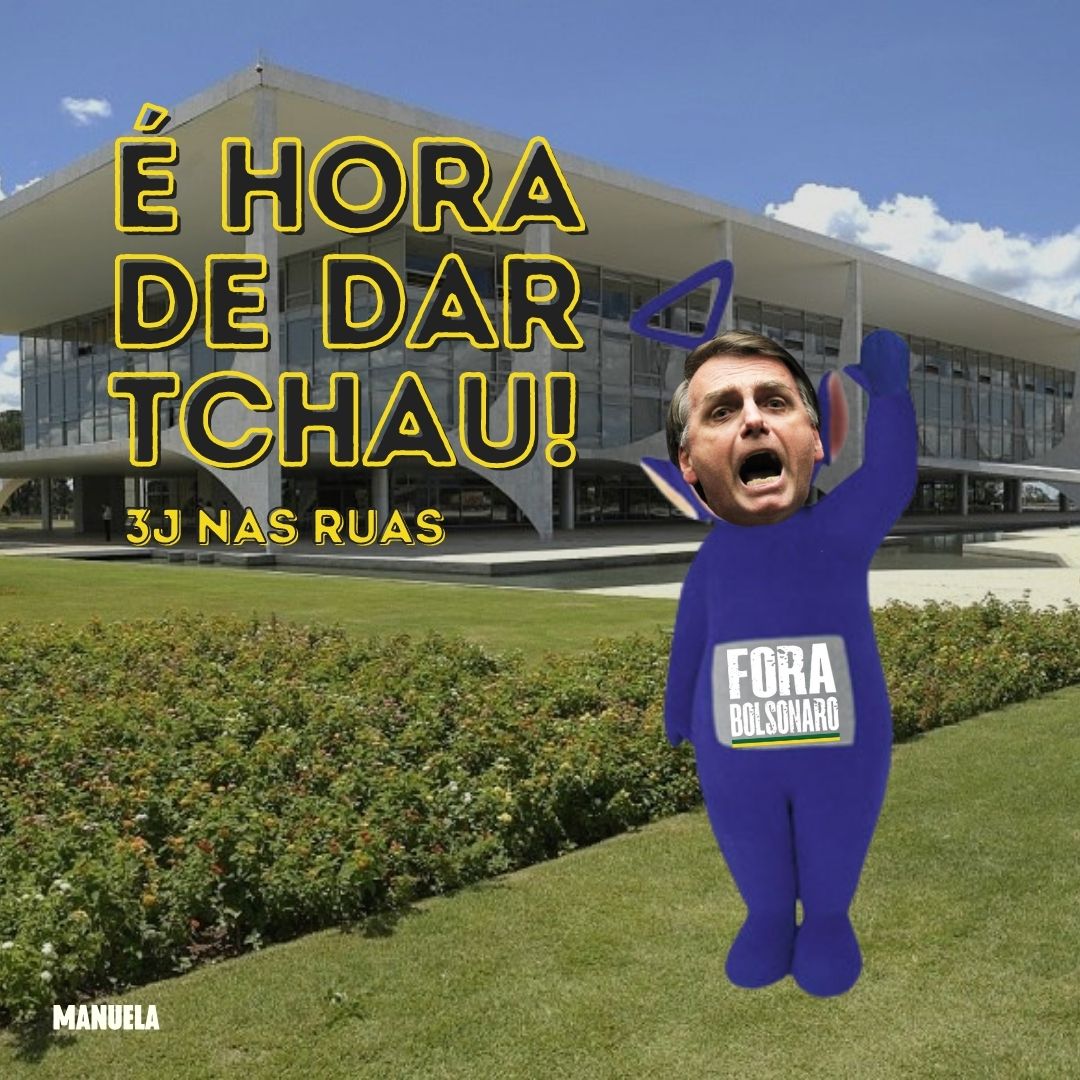 É HORA
DE DAR
TCHAU!
3J NAS RUAS
FORA
BOLSONARO
MANUELA